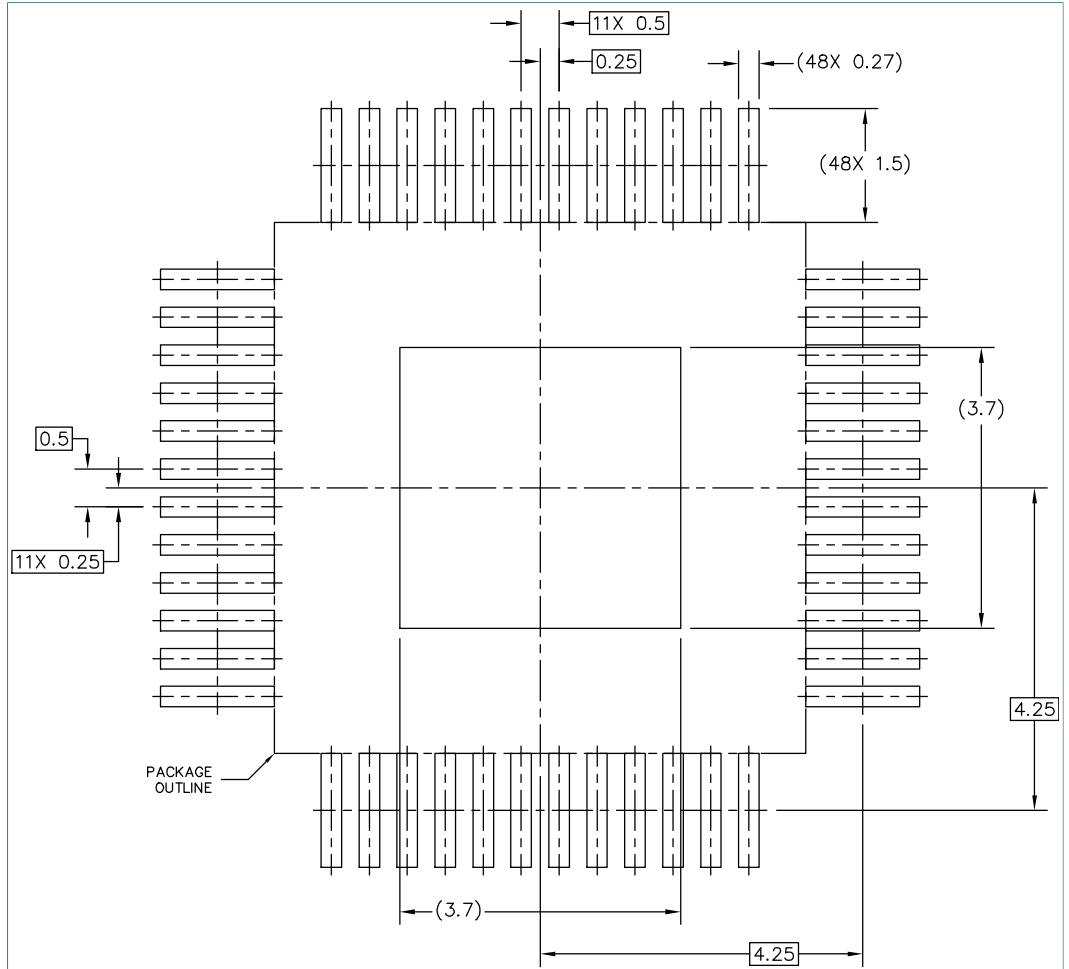 11X 0.5
0.25
(48X 0.27)
(48X 1.5)
(3.7)
0.5
11X 0.25
4.25
PACKAGE
OUTLINE
(3.7)
4.25